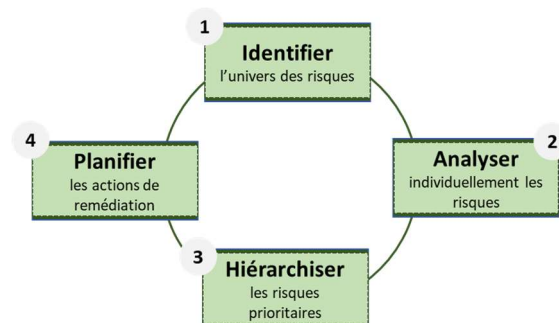 1
Identifier
l'univers des risques
2
Analyser
individuellement les
risques
3
Hiérarchiser
les risques
prioritaires
4
Planifier
les actions de
remédiation